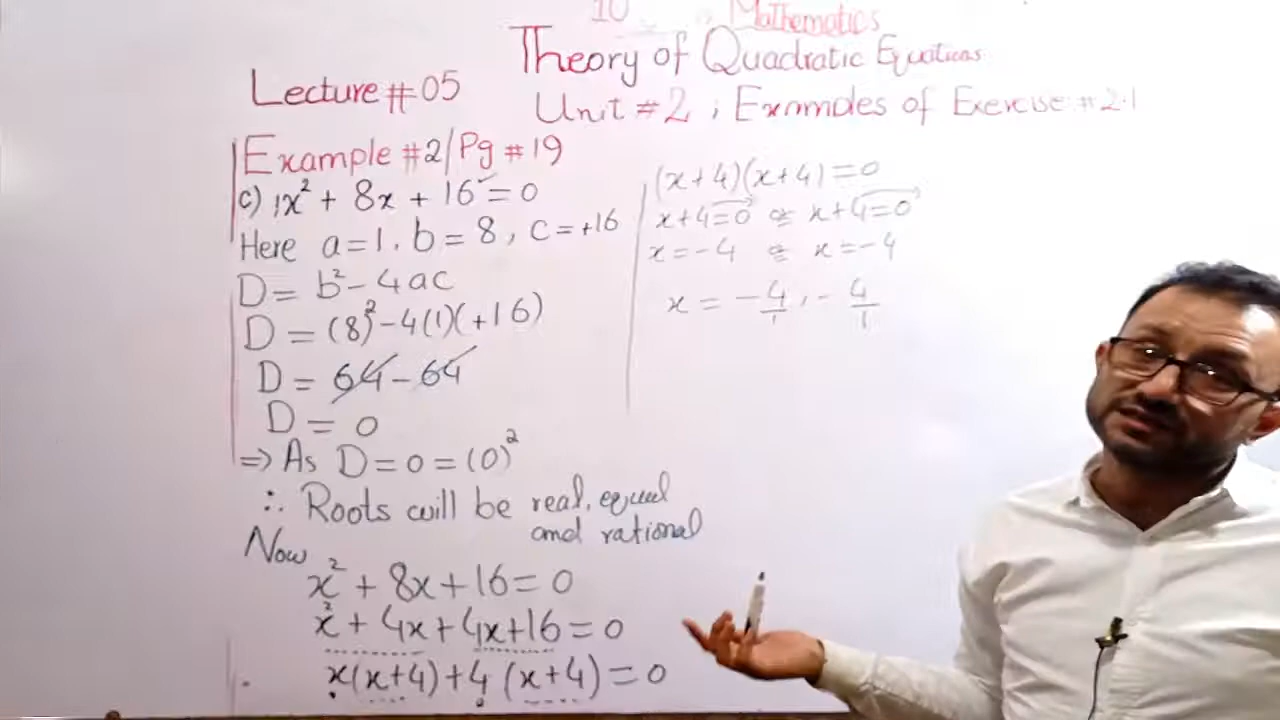 10 Mathematics
Theory of Quadratic Equations
Lecture #05
Unit #2 ; Examples of Exercise #2.1
Example #2/Pg #19
c) 1x² + 8x + 16 = 0
Here a=1, b=8, c=+16
D = b² - 4ac
D = (8)² - 4(1)(+16)
D = 64 - 64
D = 0
⇒ As D=0=(0)²
∴ Roots will be real, equal
and rational
Now
x² + 8x + 16 = 0
x² + 4x + 4x + 16 = 0
x(x+4) + 4(x+4) = 0
(x+4)(x+4) = 0
x+4=0 or x+4=0
x=-4 or x=-4
x = -4/1, -4/1